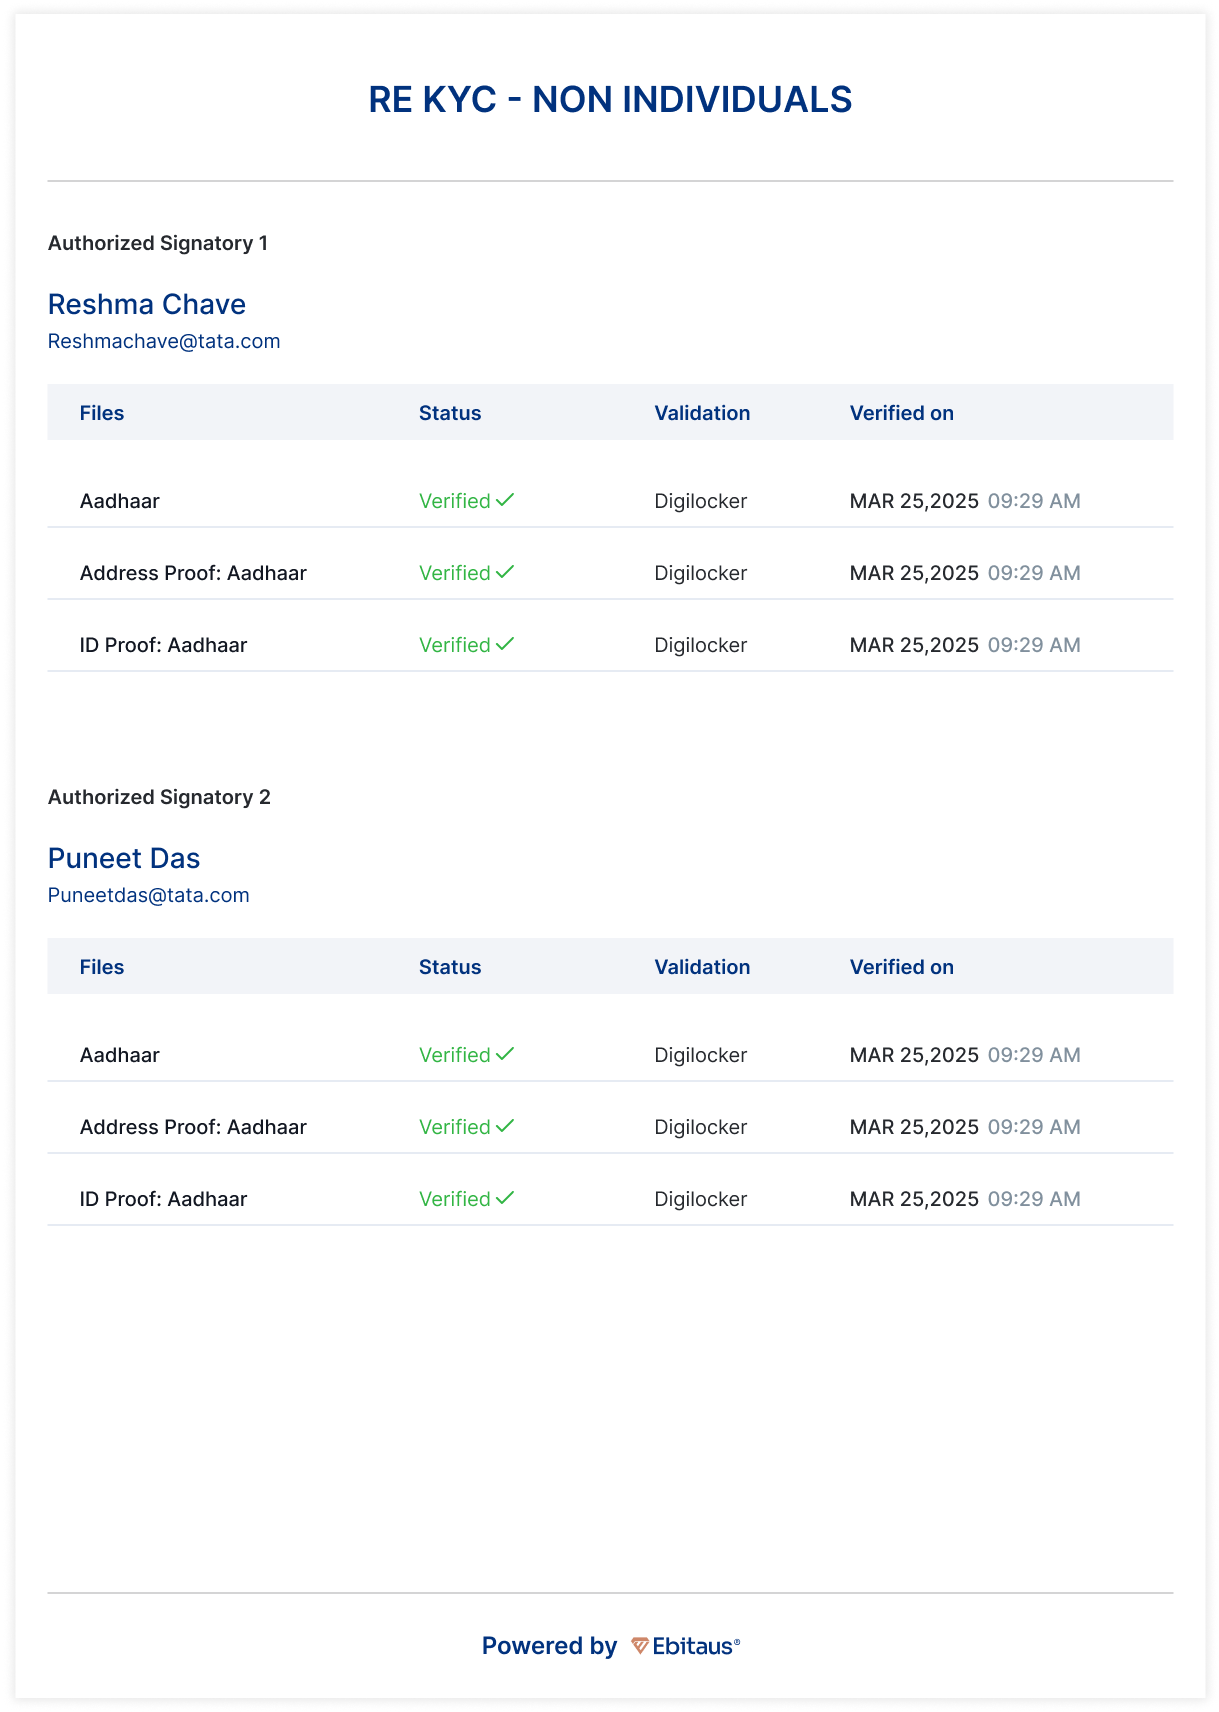 RE KYC - NON INDIVIDUALS
Authorized Signatory 1
Reshma Chave
Reshmachave@tata.com
Files Status Validation Verified on
Aadhaar Verified Digilocker MAR 25,2025 09:29 AM
Address Proof: Aadhaar Verified Digilocker MAR 25,2025 09:29 AM
ID Proof: Aadhaar Verified Digilocker MAR 25,2025 09:29 AM
Authorized Signatory 2
Puneet Das
Puneetdas@tata.com
Files Status Validation Verified on
Aadhaar Verified Digilocker MAR 25,2025 09:29 AM
Address Proof: Aadhaar Verified Digilocker MAR 25,2025 09:29 AM
ID Proof: Aadhaar Verified Digilocker MAR 25,2025 09:29 AM
Powered by Ebitaus®